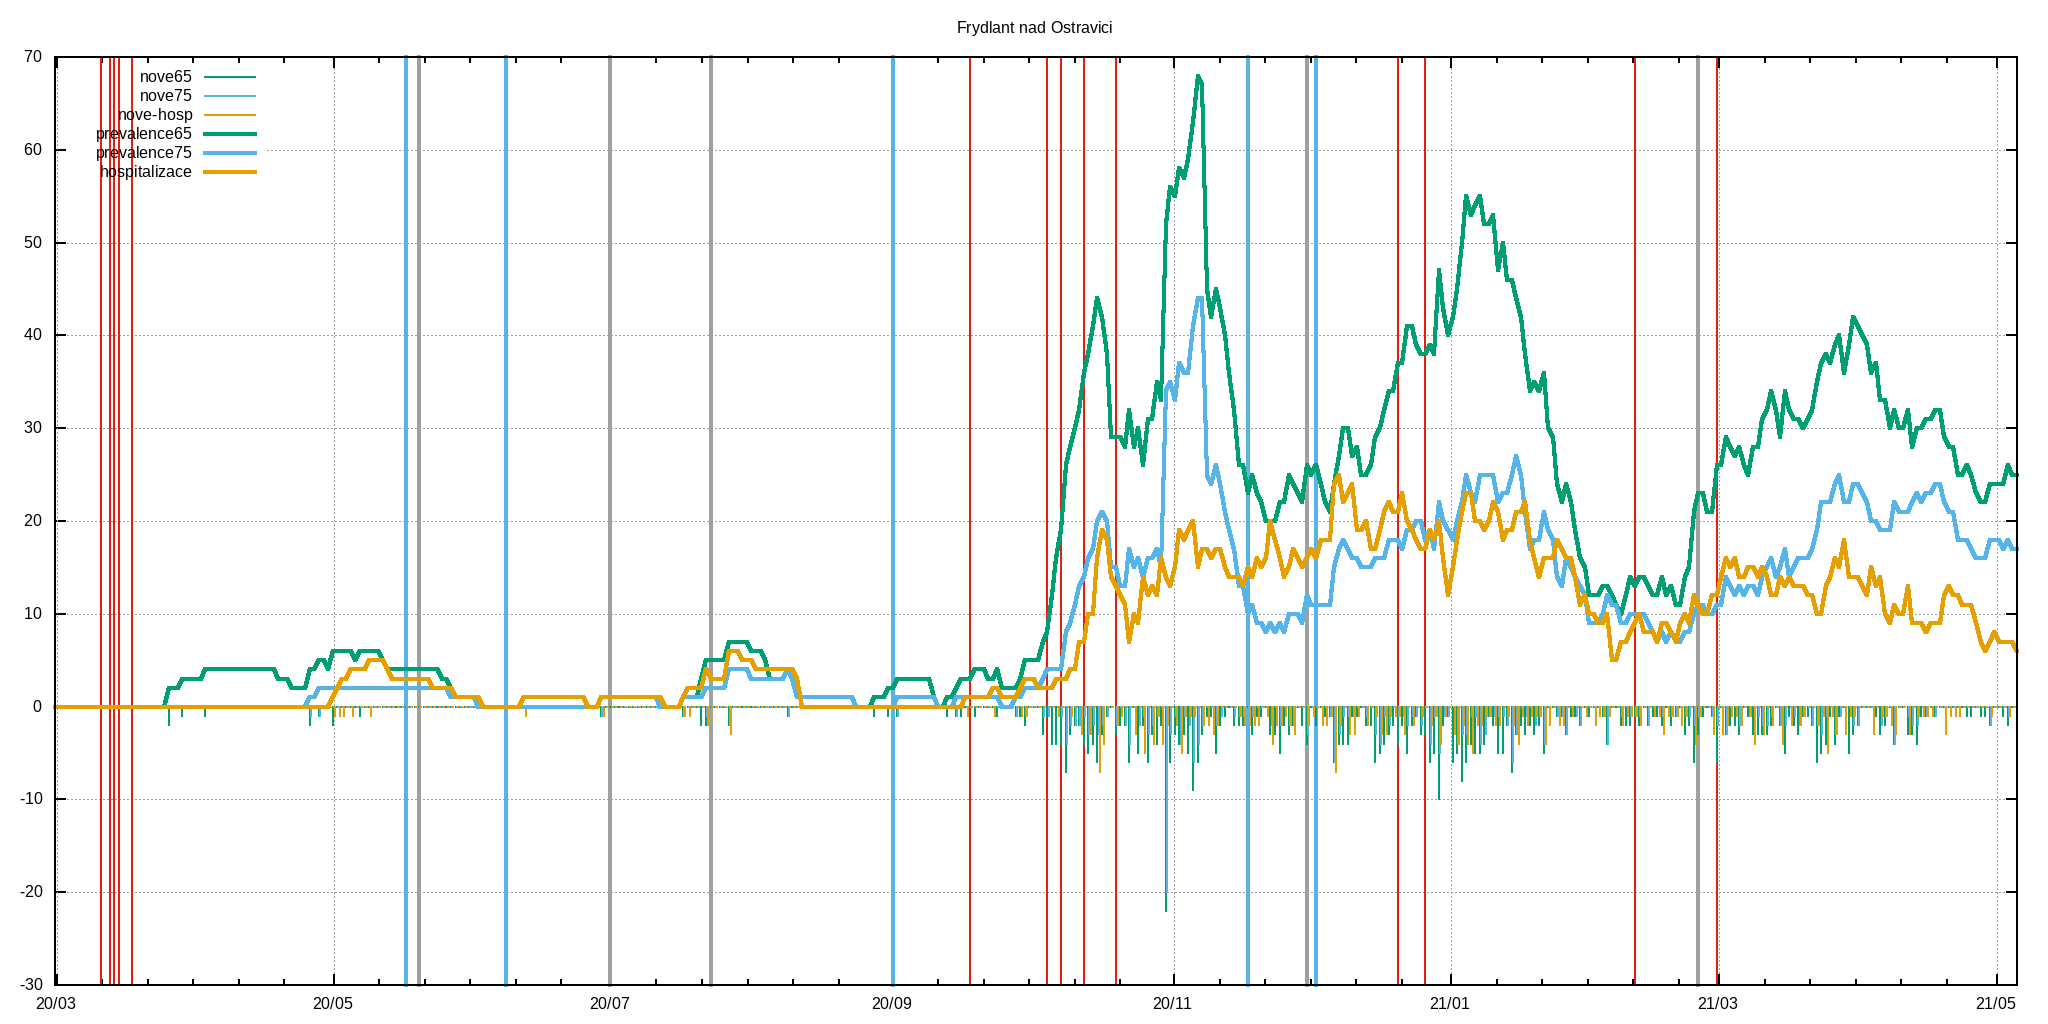 Frydlant nad Ostravici
nove65
nove75
nove-hosp
prevalence65
prevalence75
hospitalizace
70
60
50
40
30
20
10
0
-10
-20
-30
20/03 20/05 20/07 20/09 20/11 21/01 21/03 21/05